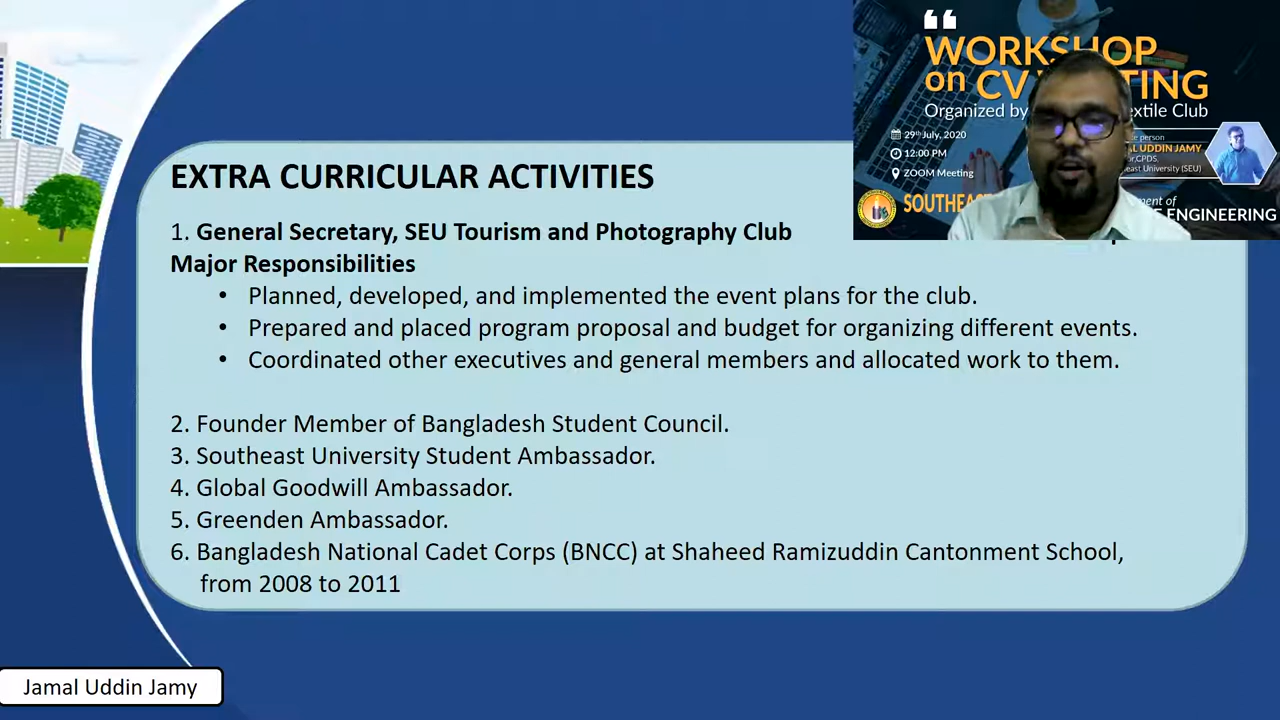 EXTRA CURRICULAR ACTIVITIES
1. General Secretary, SEU Tourism and Photography Club
Major Responsibilities
• Planned, developed, and implemented the event plans for the club.
• Prepared and placed program proposal and budget for organizing different events.
• Coordinated other executives and general members and allocated work to them.
2. Founder Member of Bangladesh Student Council.
3. Southeast University Student Ambassador.
4. Global Goodwill Ambassador.
5. Greenden Ambassador.
6. Bangladesh National Cadet Corps (BNCC) at Shaheed Ramizuddin Cantonment School,
from 2008 to 2011
WORKSHOP
on CV
Organized by
Club
29th July, 2020
12:00 PM
ZOOM Meeting
person
UDDIN JAMY
CPDS,
University (SEU)
of
ENGINEERING
Jamal Uddin Jamy